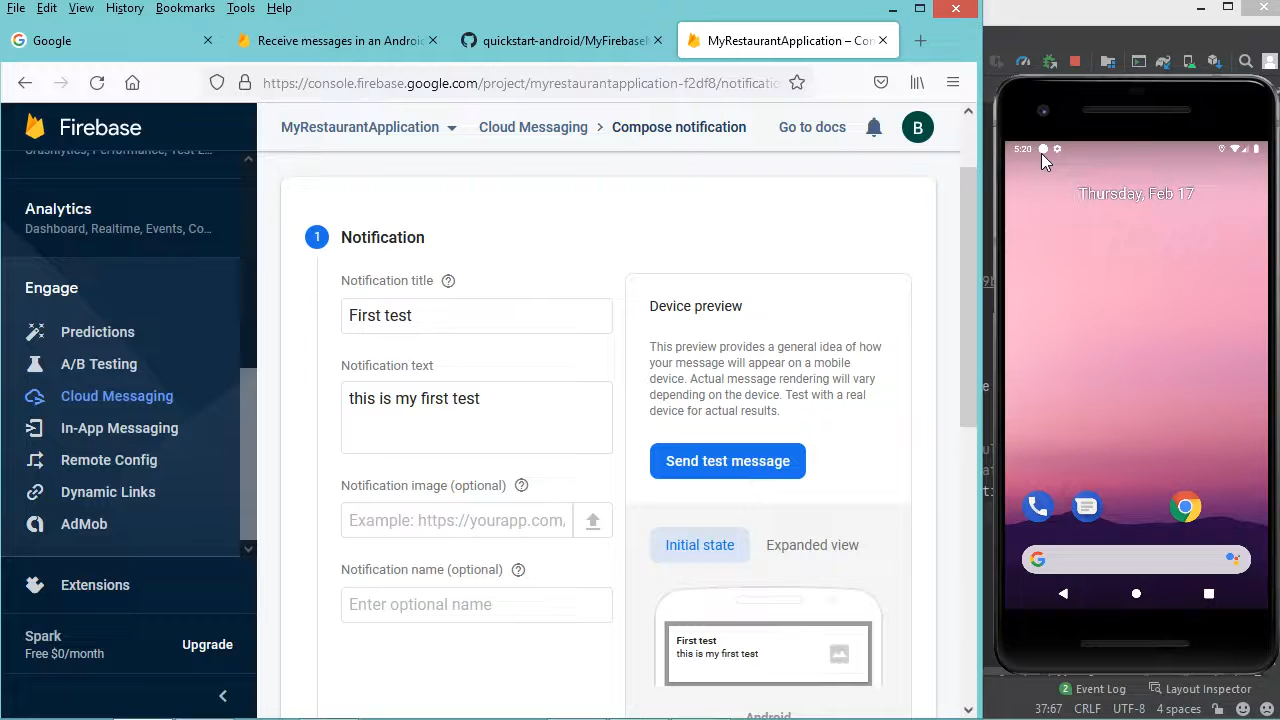 File Edit View History Bookmarks Tools Help
Google
Receive messages in an Androi
quickstart-android/MyFirebase
MyRestaurantApplication – Con
https://console.firebase.google.com/project/myrestaurantapplication-f2df8/notificatio
Firebase
MyRestaurantApplication
Cloud Messaging > Compose notification
Go to docs
B
Crashlytics, Performance, Test L…
Analytics
Dashboard, Realtime, Events, Co…
Engage
Predictions
A/B Testing
Cloud Messaging
In-App Messaging
Remote Config
Dynamic Links
AdMob
Extensions
Spark
Free $0/month
Upgrade
1 Notification
Notification title
First test
Notification text
this is my first test
Notification image (optional)
Example: https://yourapp.com/
Notification name (optional)
Enter optional name
Device preview
This preview provides a general idea of how
your message will appear on a mobile
device. Actual message rendering will vary
depending on the device. Test with a real
device for actual results.
Send test message
Initial state
Expanded view
First test
this is my first test
Android
5:20
Thursday, Feb 17
2 Event Log
Layout Inspector
37:67 CRLF UTF-8 4 spaces